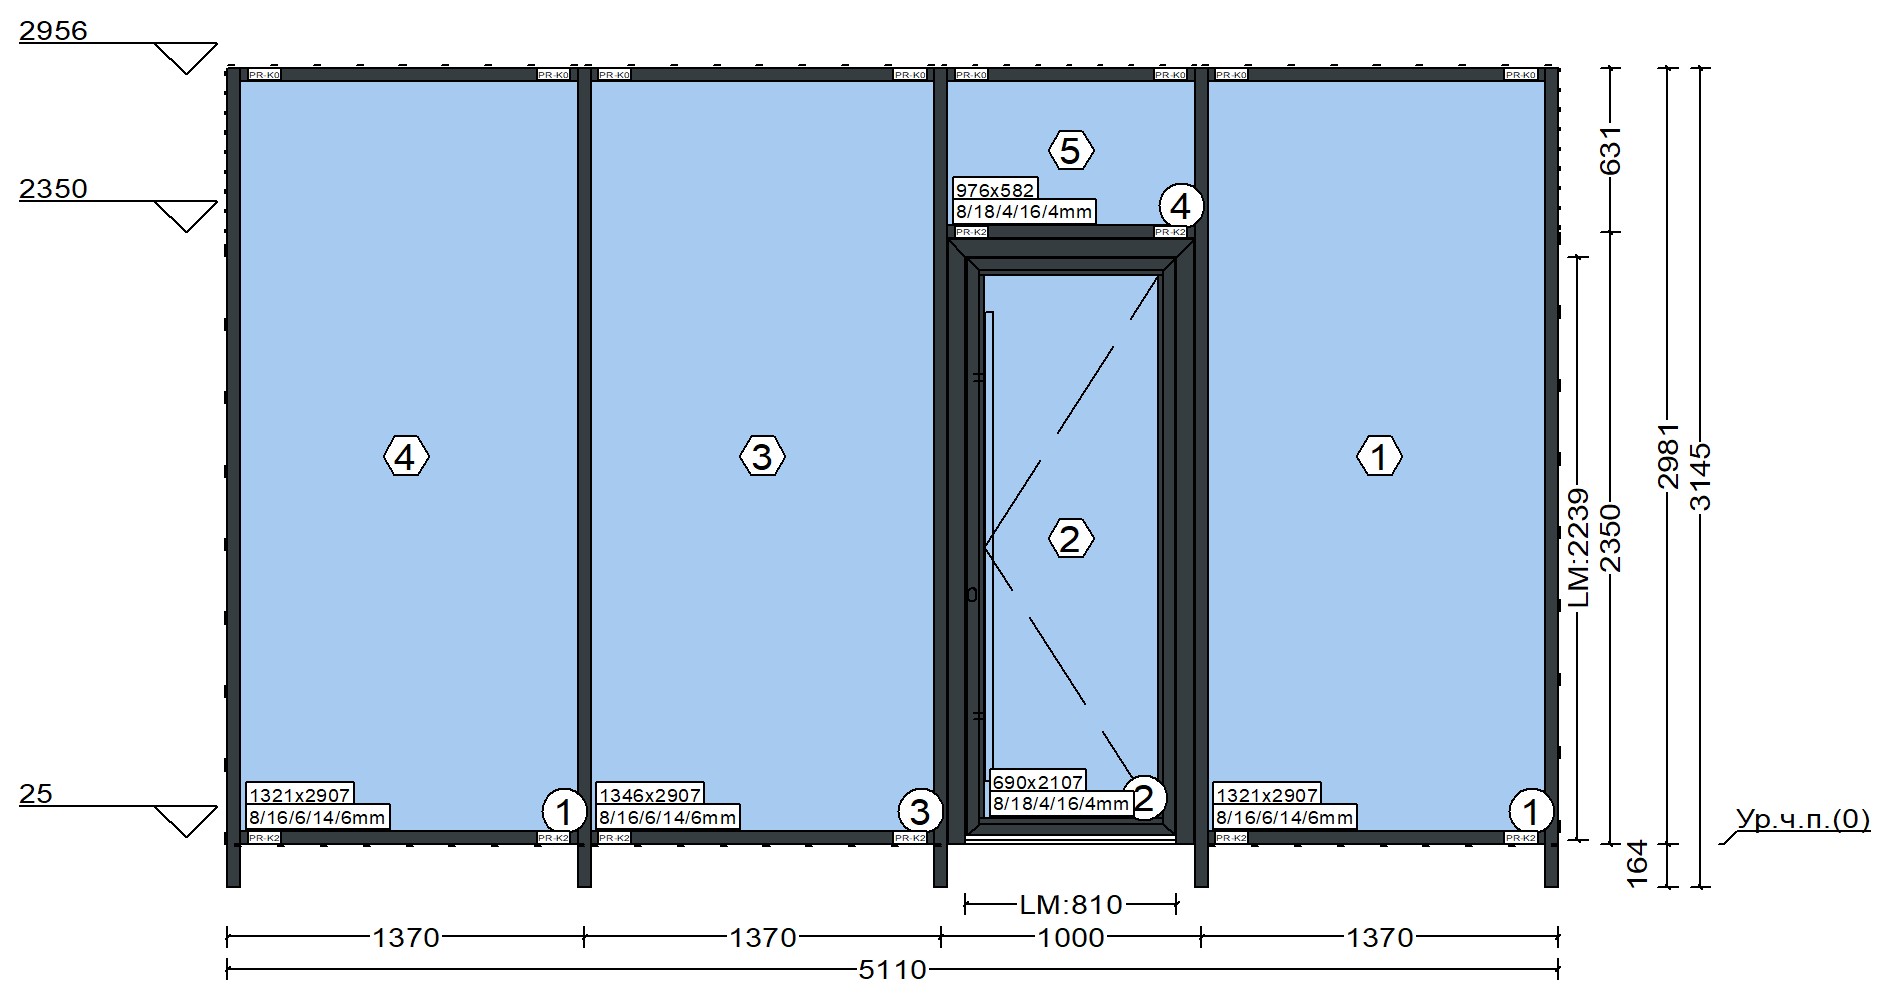 2956
PR-K0 PR-K0 PR-K0 PR-K0 PR-K0 PR-K0 PR-K0 PR-K0
5
631
2350
976x582
8/18/4/16/4mm
4
PR-K2 PR-K2
4
3
1
2
LM:2239
2350
2981
3145
25
1321x2907
8/16/6/14/6mm
1
1346x2907
8/16/6/14/6mm
3
690x2107
8/18/4/16/4mm
2
1321x2907
8/16/6/14/6mm
1
Ур.ч.п.(0)
PR-K2 PR-K2 PR-K2 PR-K2 PR-K2 PR-K2
164
LM:810
1370 1370 1000 1370
5110